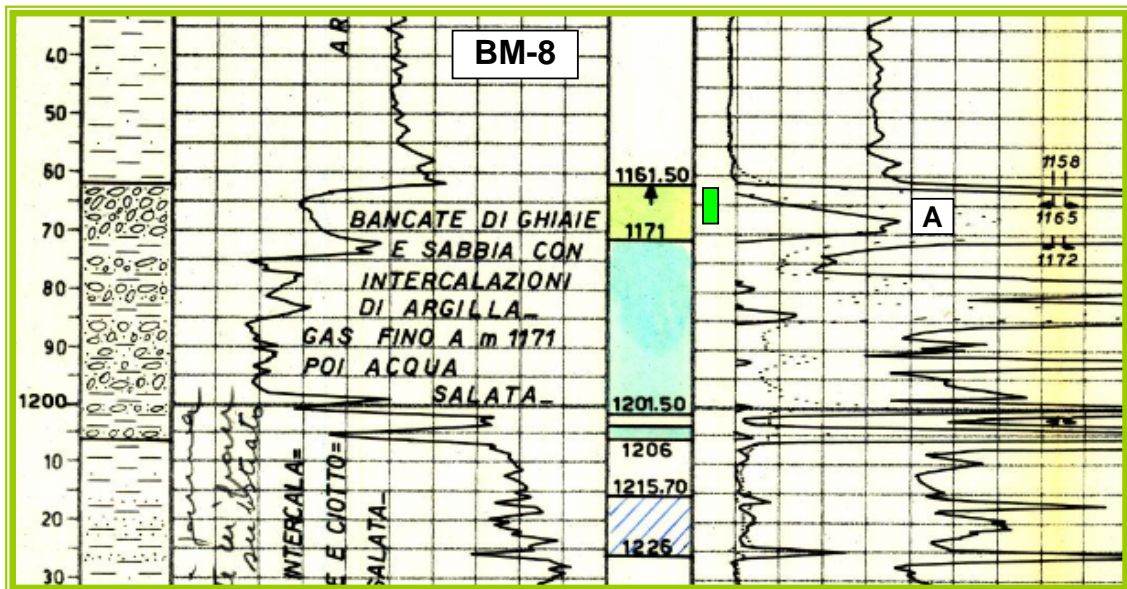 BM-8
AR
40
50
60
70
80
90
1200
10
20
30
BANCATE DI GHIAIE
E SABBIA CON
INTERCALAZIONI
DI ARGILLA_
GAS FINO A m 1171
POI ACQUA
SALATA_
INTERCALA=
E E CIOTTO=
SALATA_
1161.50
1171
1201.50
1206
1215.70
1226
A
1158
1165
1172